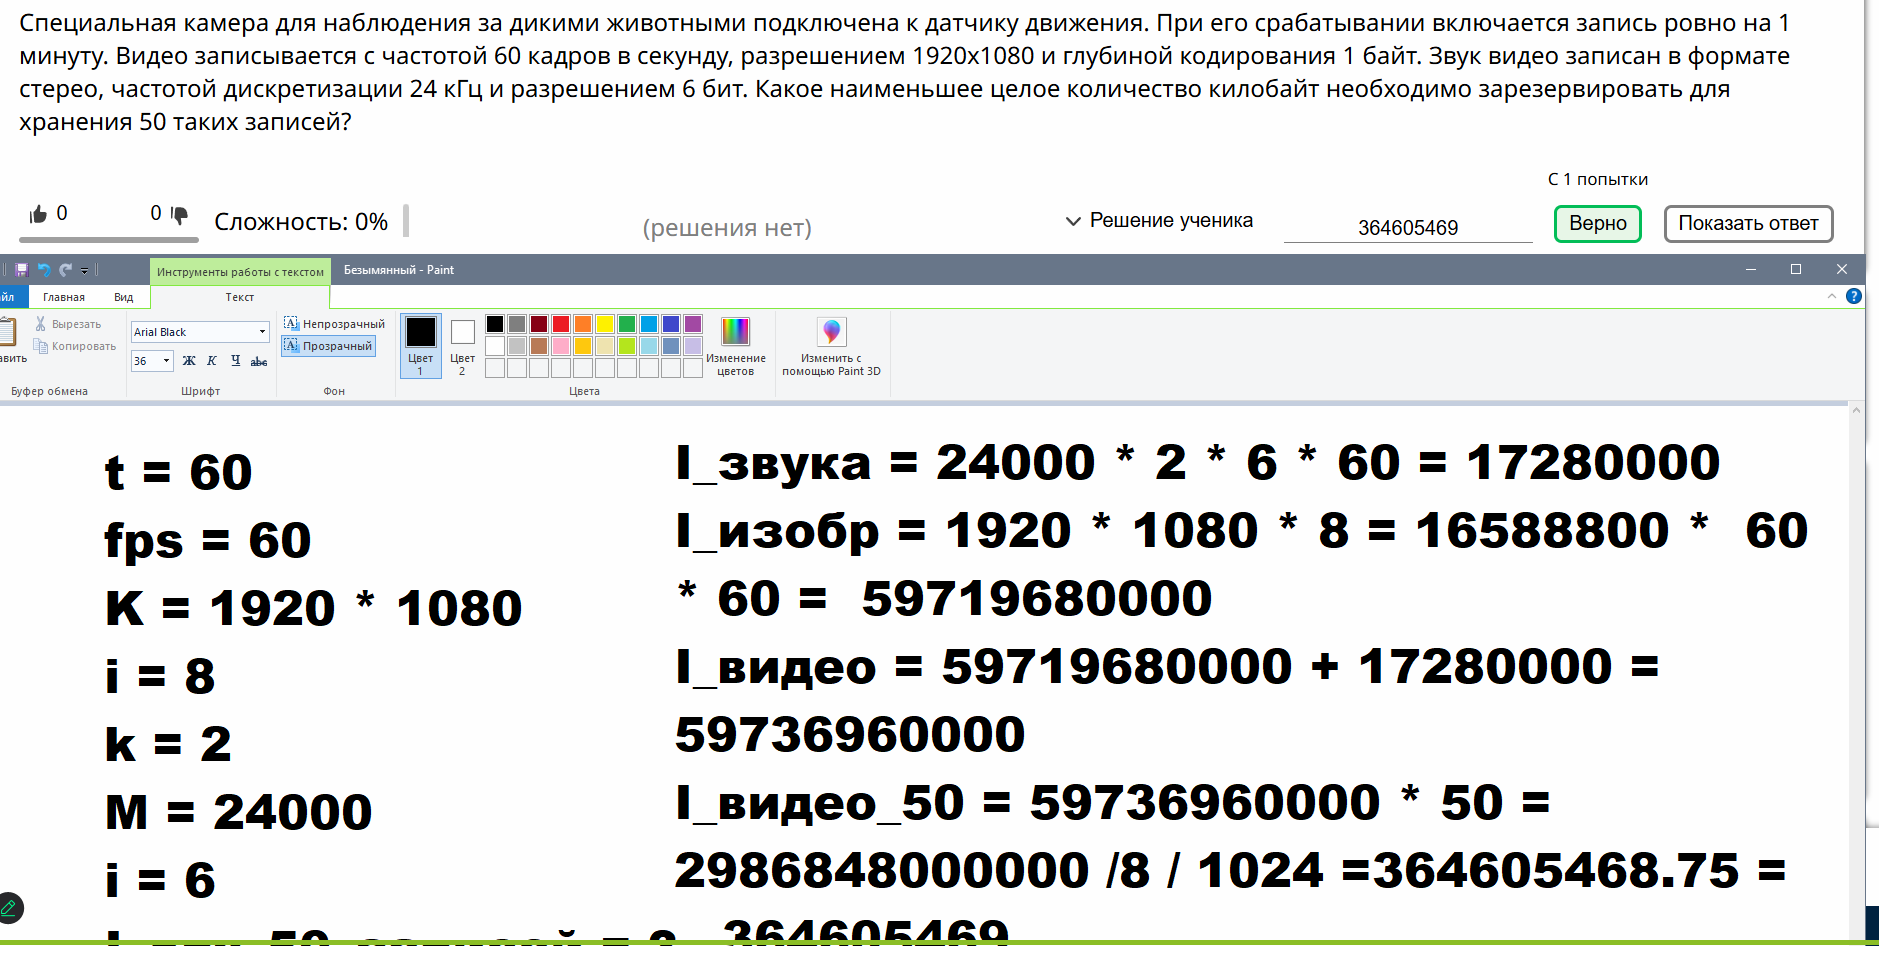 Специальная камера для наблюдения за дикими животными подключена к датчику движения. При его срабатывании включается запись ровно на 1
минуту. Видео записывается с частотой 60 кадров в секунду, разрешением 1920x1080 и глубиной кодирования 1 байт. Звук видео записан в формате
стерео, частотой дискретизации 24 кГц и разрешением 6 бит. Какое наименьшее целое количество килобайт необходимо зарезервировать для
хранения 50 таких записей?
С 1 попытки
0 0 Сложность: 0% (решения нет) Решение ученика 364605469 Верно Показать ответ
Инструменты работы с текстом Безымянный - Paint
Главная Вид Текст
Вырезать Arial Black Непрозрачный
Копировать 36 Ж К Ч abc Прозрачный
Цвет 1 Цвет 2 Изменение цветов Изменить с помощью Paint 3D
Буфер обмена Шрифт Фон Цвета
t = 60
fps = 60
K = 1920 * 1080
i = 8
k = 2
M = 24000
i = 6
I_звука = 24000 * 2 * 6 * 60 = 17280000
I_изобр = 1920 * 1080 * 8 = 16588800 * 60
* 60 = 59719680000
I_видео = 59719680000 + 17280000 =
59736960000
I_видео_50 = 59736960000 * 50 =
2986848000000 /8 / 1024 =364605468.75 =
364605469